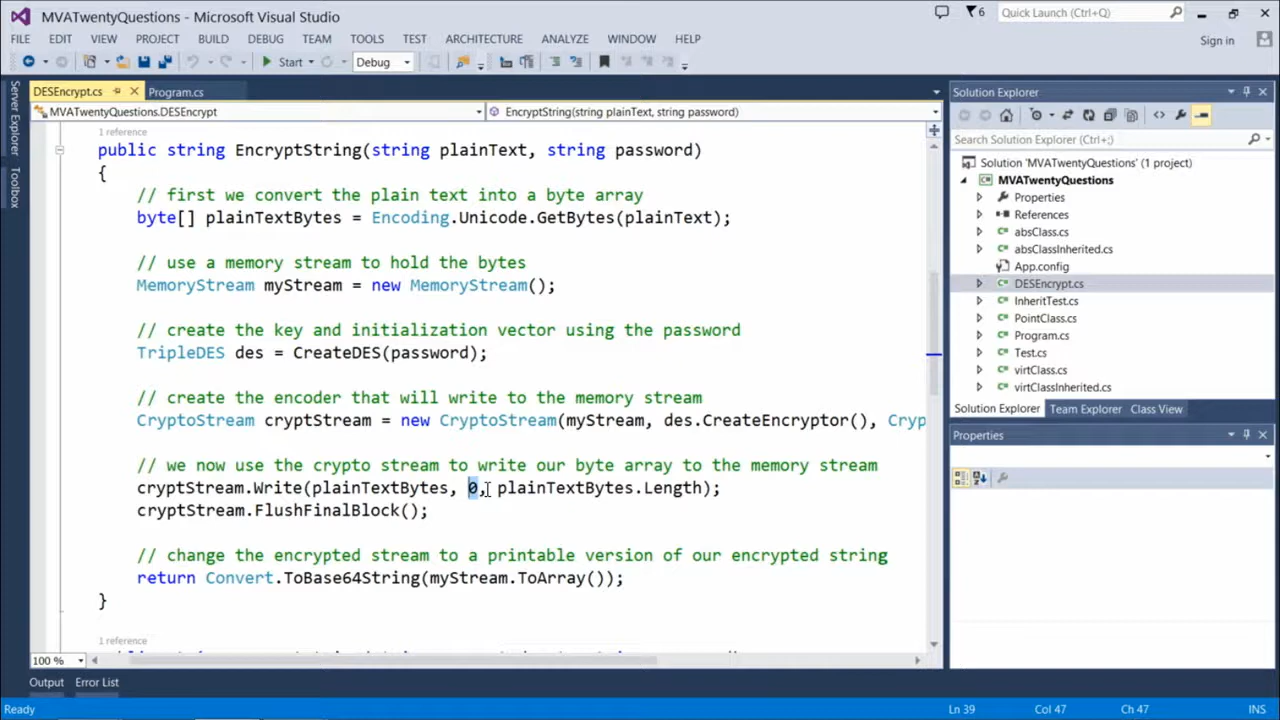 MVATwentyQuestions - Microsoft Visual Studio
6
Quick Launch (Ctrl+Q)
FILE EDIT VIEW PROJECT BUILD DEBUG TEAM TOOLS TEST ARCHITECTURE ANALYZE WINDOW HELP
Sign in
Start
Debug
Server Explorer
Toolbox
DESEncrypt.cs
Program.cs
MVATwentyQuestions.DESEncrypt
EncryptString(string plainText, string password)
1 reference
public string EncryptString(string plainText, string password)
{
// first we convert the plain text into a byte array
byte[] plainTextBytes = Encoding.Unicode.GetBytes(plainText);
// use a memory stream to hold the bytes
MemoryStream myStream = new MemoryStream();
// create the key and initialization vector using the password
TripleDES des = CreateDES(password);
// create the encoder that will write to the memory stream
CryptoStream cryptStream = new CryptoStream(myStream, des.CreateEncryptor(), Cryp
// we now use the crypto stream to write our byte array to the memory stream
cryptStream.Write(plainTextBytes, 0, plainTextBytes.Length);
cryptStream.FlushFinalBlock();
// change the encrypted stream to a printable version of our encrypted string
return Convert.ToBase64String(myStream.ToArray());
}
1 reference
100 %
Output
Error List
Solution Explorer
Search Solution Explorer (Ctrl+;)
Solution 'MVATwentyQuestions' (1 project)
MVATwentyQuestions
Properties
References
absClass.cs
absClassInherited.cs
App.config
DESEncrypt.cs
InheritTest.cs
PointClass.cs
Program.cs
Test.cs
virtClass.cs
virtClassInherited.cs
Solution Explorer Team Explorer Class View
Properties
Ready
Ln 39
Col 47
Ch 47
INS